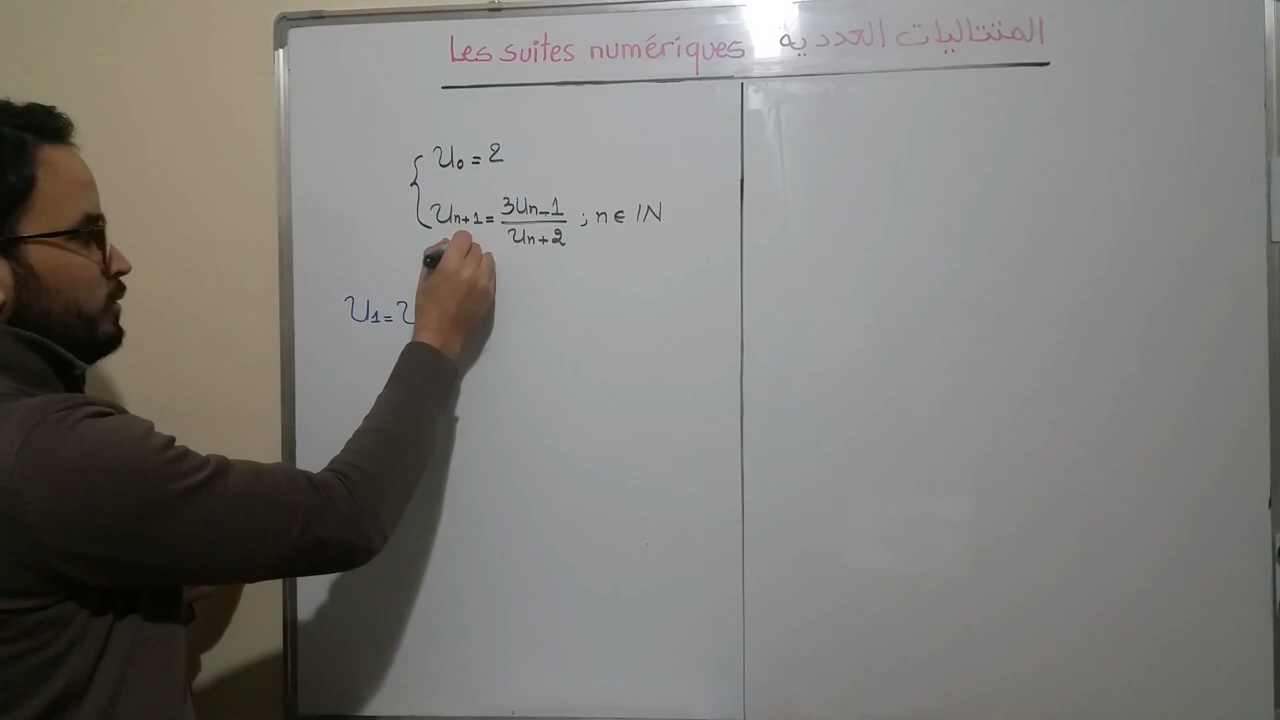 Les suites numériques المتتاليات العددية
U₀ = 2
Uₙ₊₁ = (3Uₙ - 1)/(Uₙ + 2) ; n ∈ IN
U₁ = U